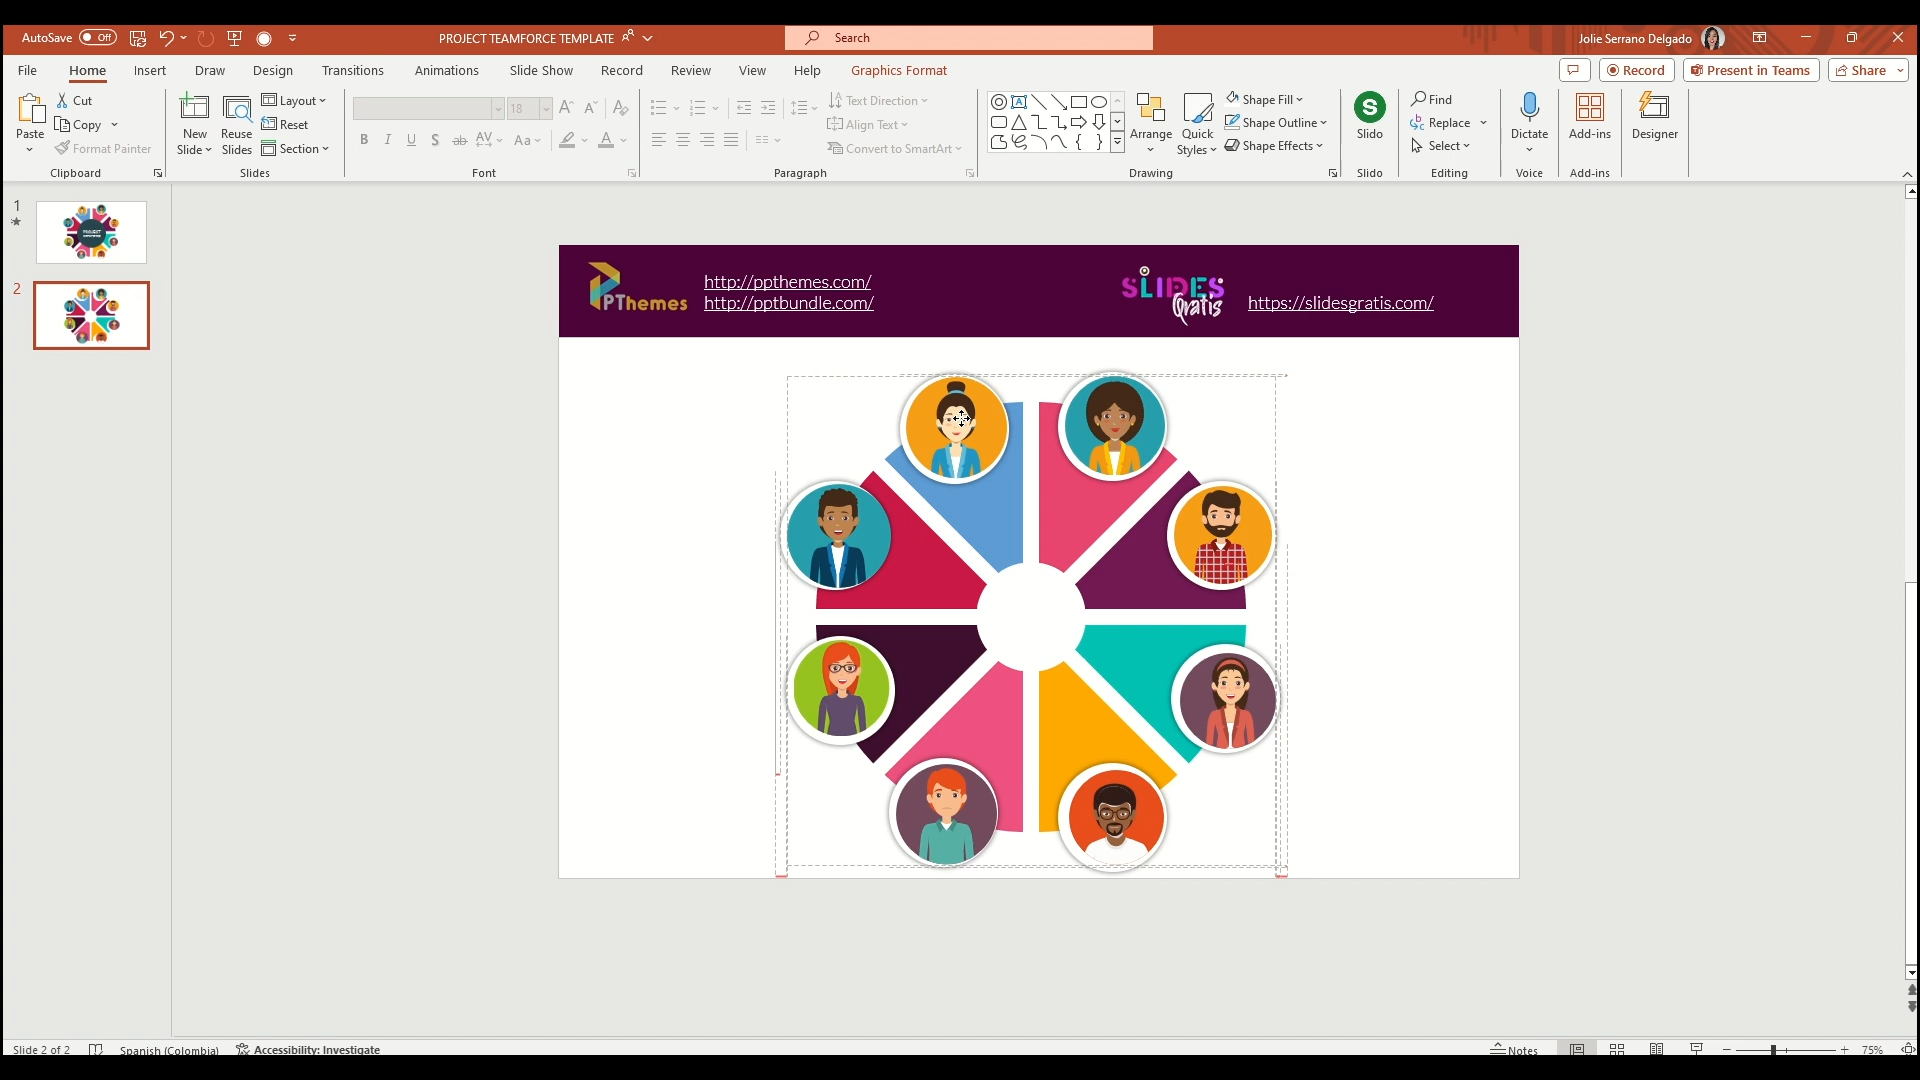 AutoSave Off PROJECT TEAMFORCE TEMPLATE Search Jolie Serrano Delgado
File Home Insert Draw Design Transitions Animations Slide Show Record Review View Help Graphics Format Record Present in Teams Share
Cut
Copy
Format Painter
Paste
Clipboard
New
Slide
Reuse
Slides
Layout
Reset
Section
Slides
18
Font
Text Direction
Align Text
Convert to SmartArt
Paragraph
Arrange
Quick
Styles
Shape Fill
Shape Outline
Shape Effects
Drawing
Slido
Slido
Find
Replace
Select
Editing
Dictate
Voice
Add-ins
Add-ins
Designer
1
2
PPThemes
http://ppthemes.com/
http://pptbundle.com/
SLIDES
Gratis
https://slidesgratis.com/
Slide 2 of 2 Spanish (Colombia) Accessibility: Investigate Notes 75%